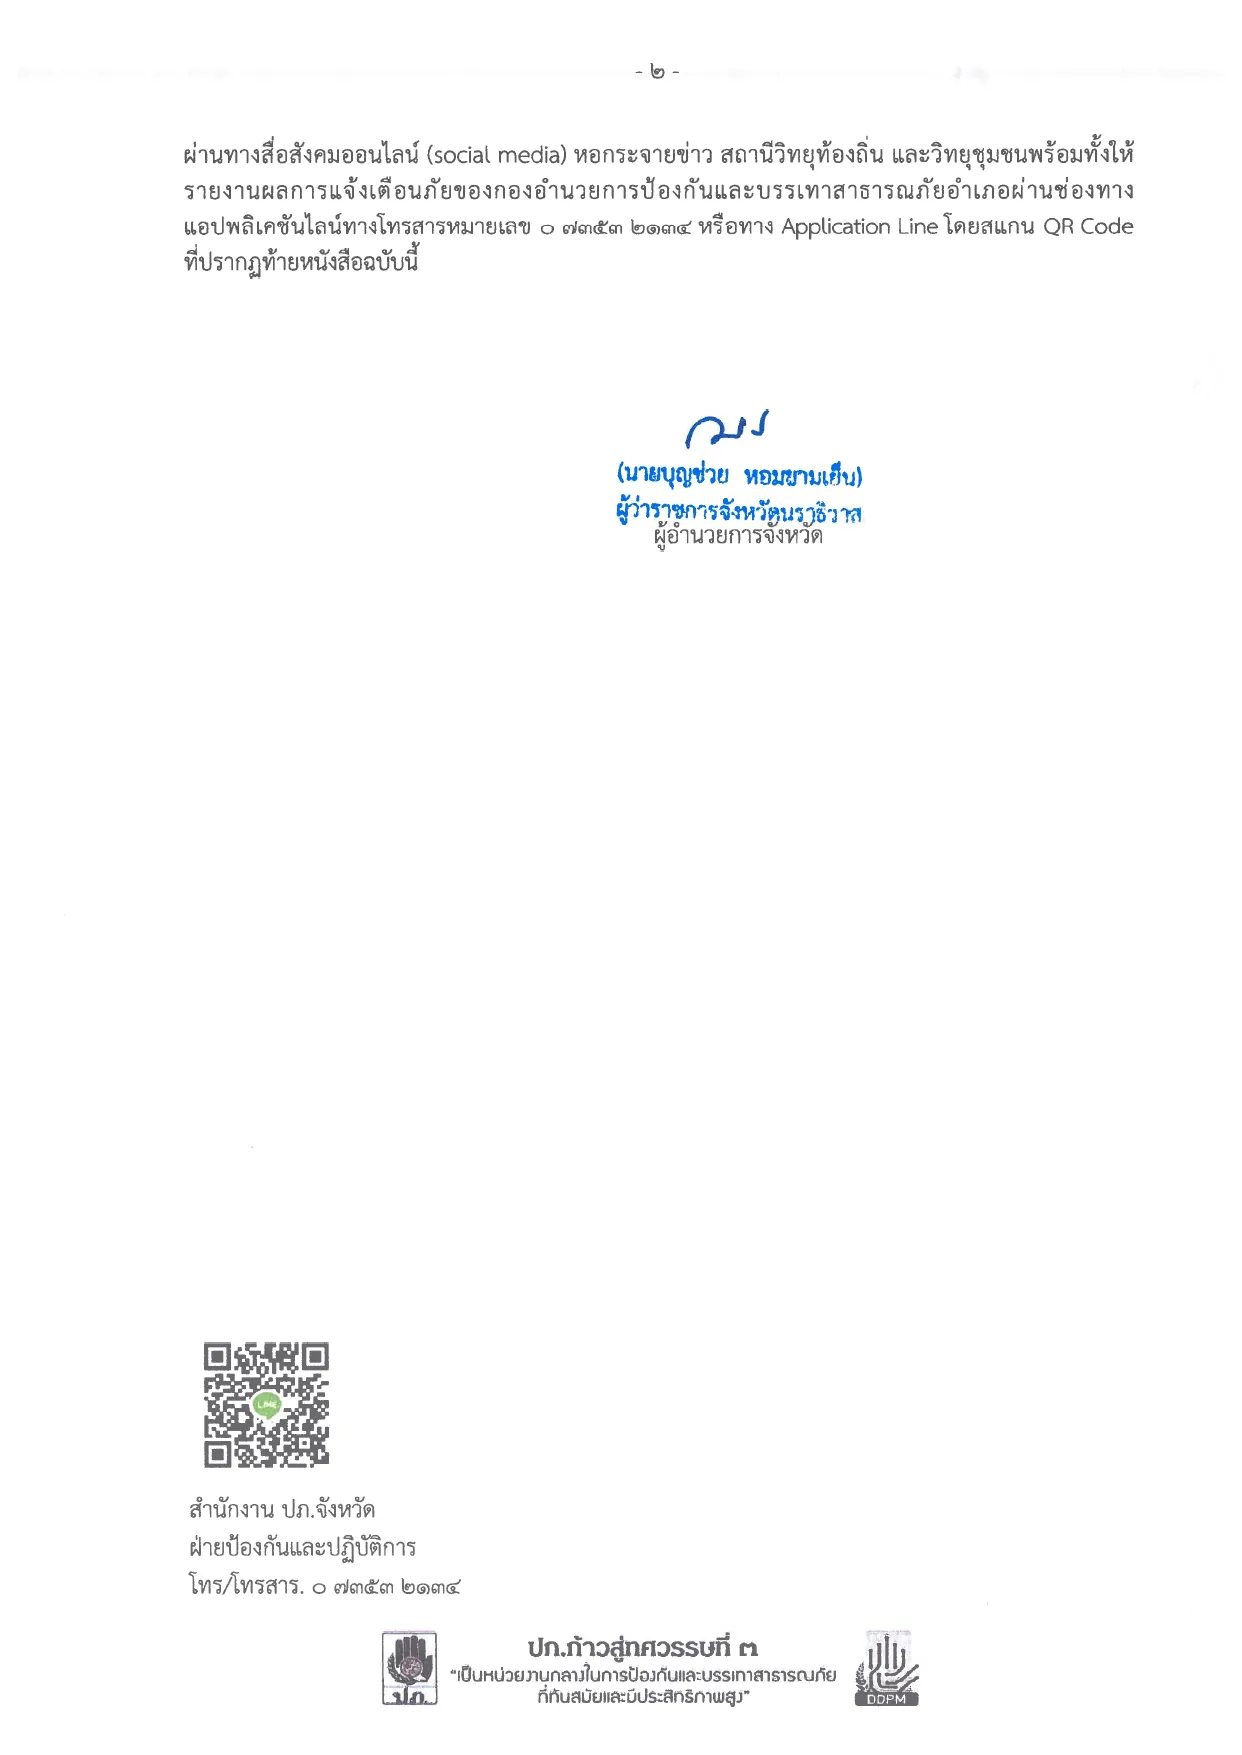 - ๒ -
ผ่านทางสื่อสังคมออนไลน์ (social media) หอกระจายข่าว สถานีวิทยุท้องถิ่น และวิทยุชุมชนพร้อมทั้งให้
รายงานผลการแจ้งเตือนภัยของกองอำนวยการป้องกันและบรรเทาสาธารณภัยอำเภอผ่านช่องทาง
แอปพลิเคชันไลน์ทางโทรสารหมายเลข ๐ ๗๓๕๓ ๒๑๓๔ หรือทาง Application Line โดยสแกน QR Code
ที่ปรากฏท้ายหนังสือฉบับนี้
(นายบุญช่วย หอมยามเย็น)
ผู้ว่าราชการจังหวัดนราธิวาส
ผู้อำนวยการจังหวัด
LINE
สำนักงาน ปภ.จังหวัด
ฝ่ายป้องกันและปฏิบัติการ
โทร/โทรสาร. ๐ ๗๓๕๓ ๒๑๓๔
ปภ.ก้าวสู่ทศวรรษที่ ๓
"เป็นหน่วยงานกลางในการป้องกันและบรรเทาสาธารณภัย
ที่ทันสมัยและมีประสิทธิภาพสูง"
ปภ.
DDPM